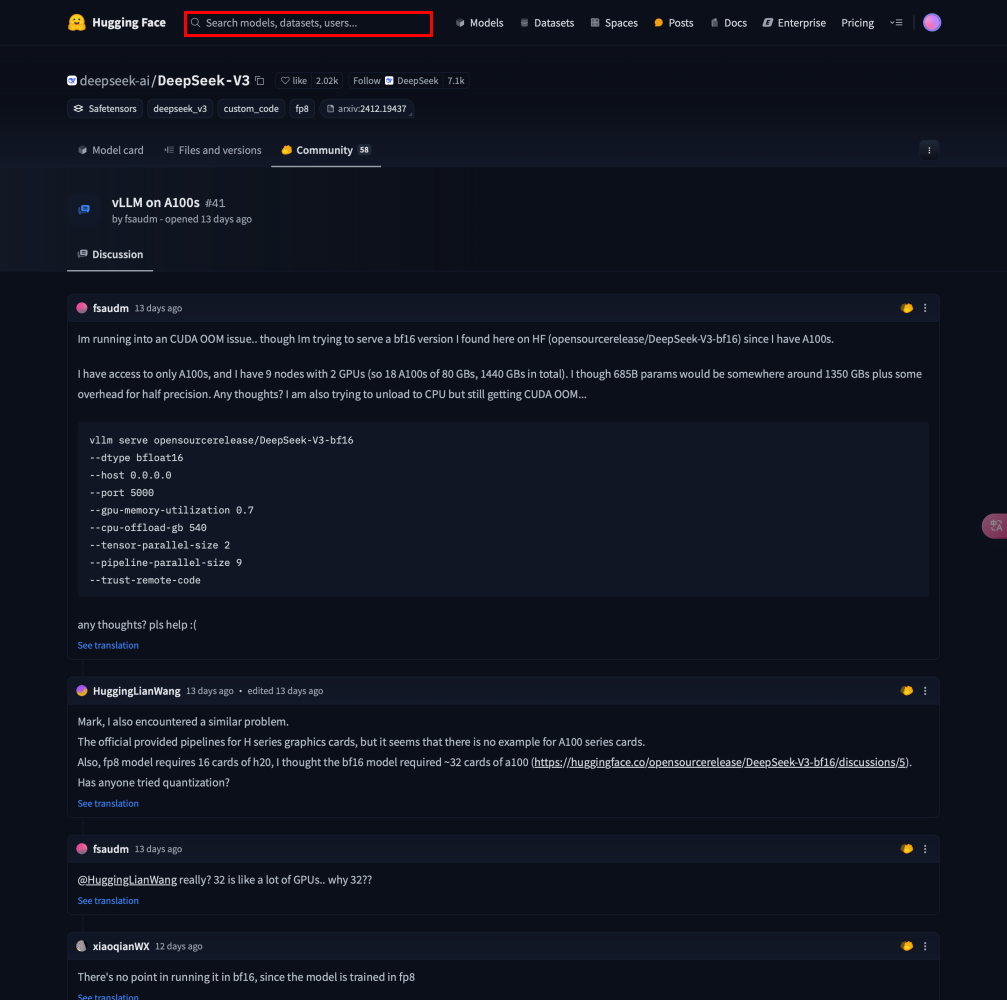 Hugging Face
Search models, datasets, users...
Models
Datasets
Spaces
Posts
Docs
Enterprise
Pricing
deepseek-ai/DeepSeek-V3
like 2.02k
Follow DeepSeek 7.1k
Safetensors
deepseek_v3
custom_code
fp8
arxiv:2412.19437
Model card
Files and versions
Community 58
vLLM on A100s #41
by fsaudm - opened 13 days ago
Discussion
fsaudm 13 days ago
Im running into an CUDA OOM issue.. though Im trying to serve a bf16 version I found here on HF (opensourcerelease/DeepSeek-V3-bf16) since I have A100s.
I have access to only A100s, and I have 9 nodes with 2 GPUs (so 18 A100s of 80 GBs, 1440 GBs in total). I though 685B params would be somewhere around 1350 GBs plus some
overhead for half precision. Any thoughts? I am also trying to unload to CPU but still getting CUDA OOM...
vllm serve opensourcerelease/DeepSeek-V3-bf16
--dtype bfloat16
--host 0.0.0.0
--port 5000
--gpu-memory-utilization 0.7
--cpu-offload-gb 540
--tensor-parallel-size 2
--pipeline-parallel-size 9
--trust-remote-code
any thoughts? pls help :(
See translation
HuggingLianWang 13 days ago • edited 13 days ago
Mark, I also encountered a similar problem.
The official provided pipelines for H series graphics cards, but it seems that there is no example for A100 series cards.
Also, fp8 model requires 16 cards of h20, I thought the bf16 model required ~32 cards of a100 (https://huggingface.co/opensourcerelease/DeepSeek-V3-bf16/discussions/5).
Has anyone tried quantization?
See translation
fsaudm 13 days ago
@HuggingLianWang really? 32 is like a lot of GPUs.. why 32??
See translation
xiaoqianWX 12 days ago
There's no point in running it in bf16, since the model is trained in fp8
See translation